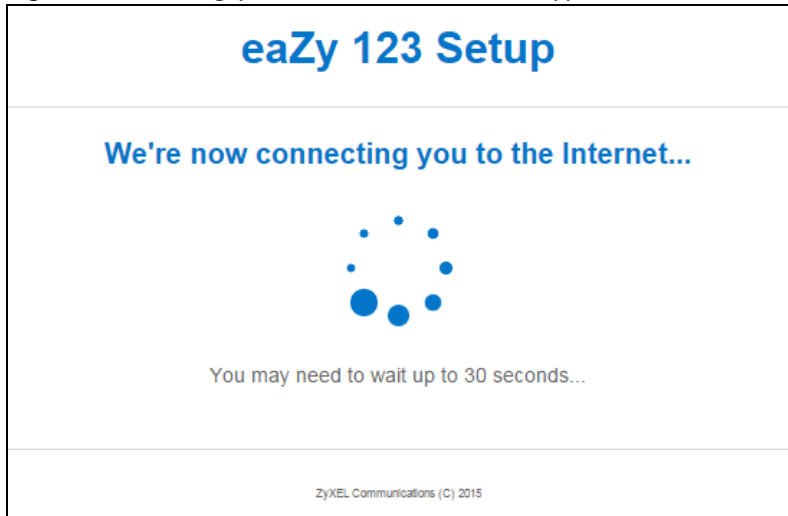 eaZy 123 Setup
We're now connecting you to the Internet...
You may need to wait up to 30 seconds...
ZyXEL Communications (C) 2015